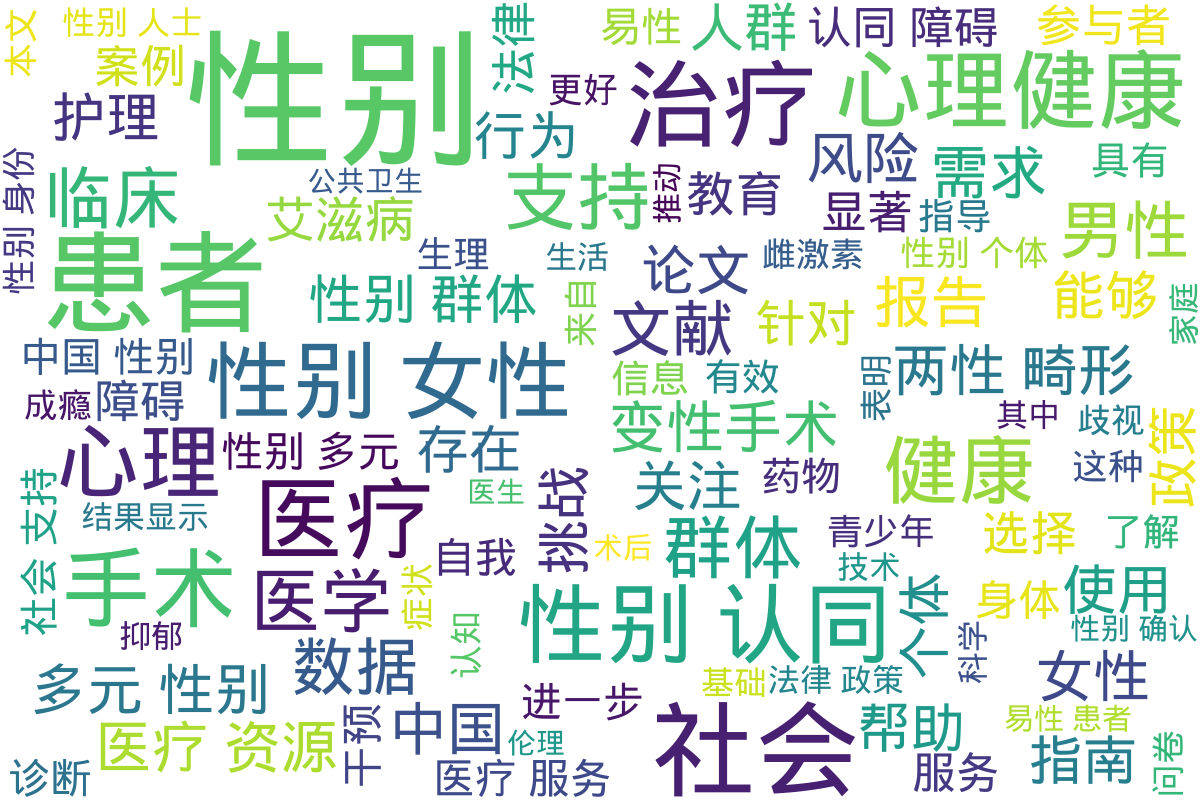 本文
性别 人士
案例
性别
法律
易性
人群
认同 障碍
参与者
护理
更好
治疗
心理健康
行为
风险
需求
具有
性别 身份
临床
公共卫生
艾滋病
支持
推动
教育
显著
指导
男性
患者
生理
生活
论文
雌激素
性别 个体
性别 群体
来自
文献
针对
报告
能够
家庭
中国 性别
性别 女性
信息
有效
表明
两性 畸形
成瘾
障碍
变性手术
其中
歧视
政策
心理
性别 多元
存在
关注
药物
健康
这种
社会 支持
结果显示
医疗
医生
挑战
群体
青少年
选择
了解
手术
医学
自我
术后
技术
抑郁
症状
认知
性别 认同
个体
科学
身体
使用
性别 确认
多元 性别
数据
进一步
基础
法律 政策
女性
医疗 资源
干预
中国
伦理
社会
帮助
易性 患者
指南
问卷
诊断
医疗 服务
服务